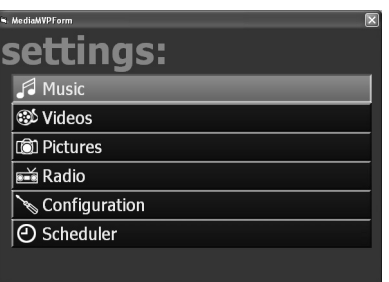 MediaMVPForm
settings:
Music
Videos
Pictures
Radio
Configuration
Scheduler